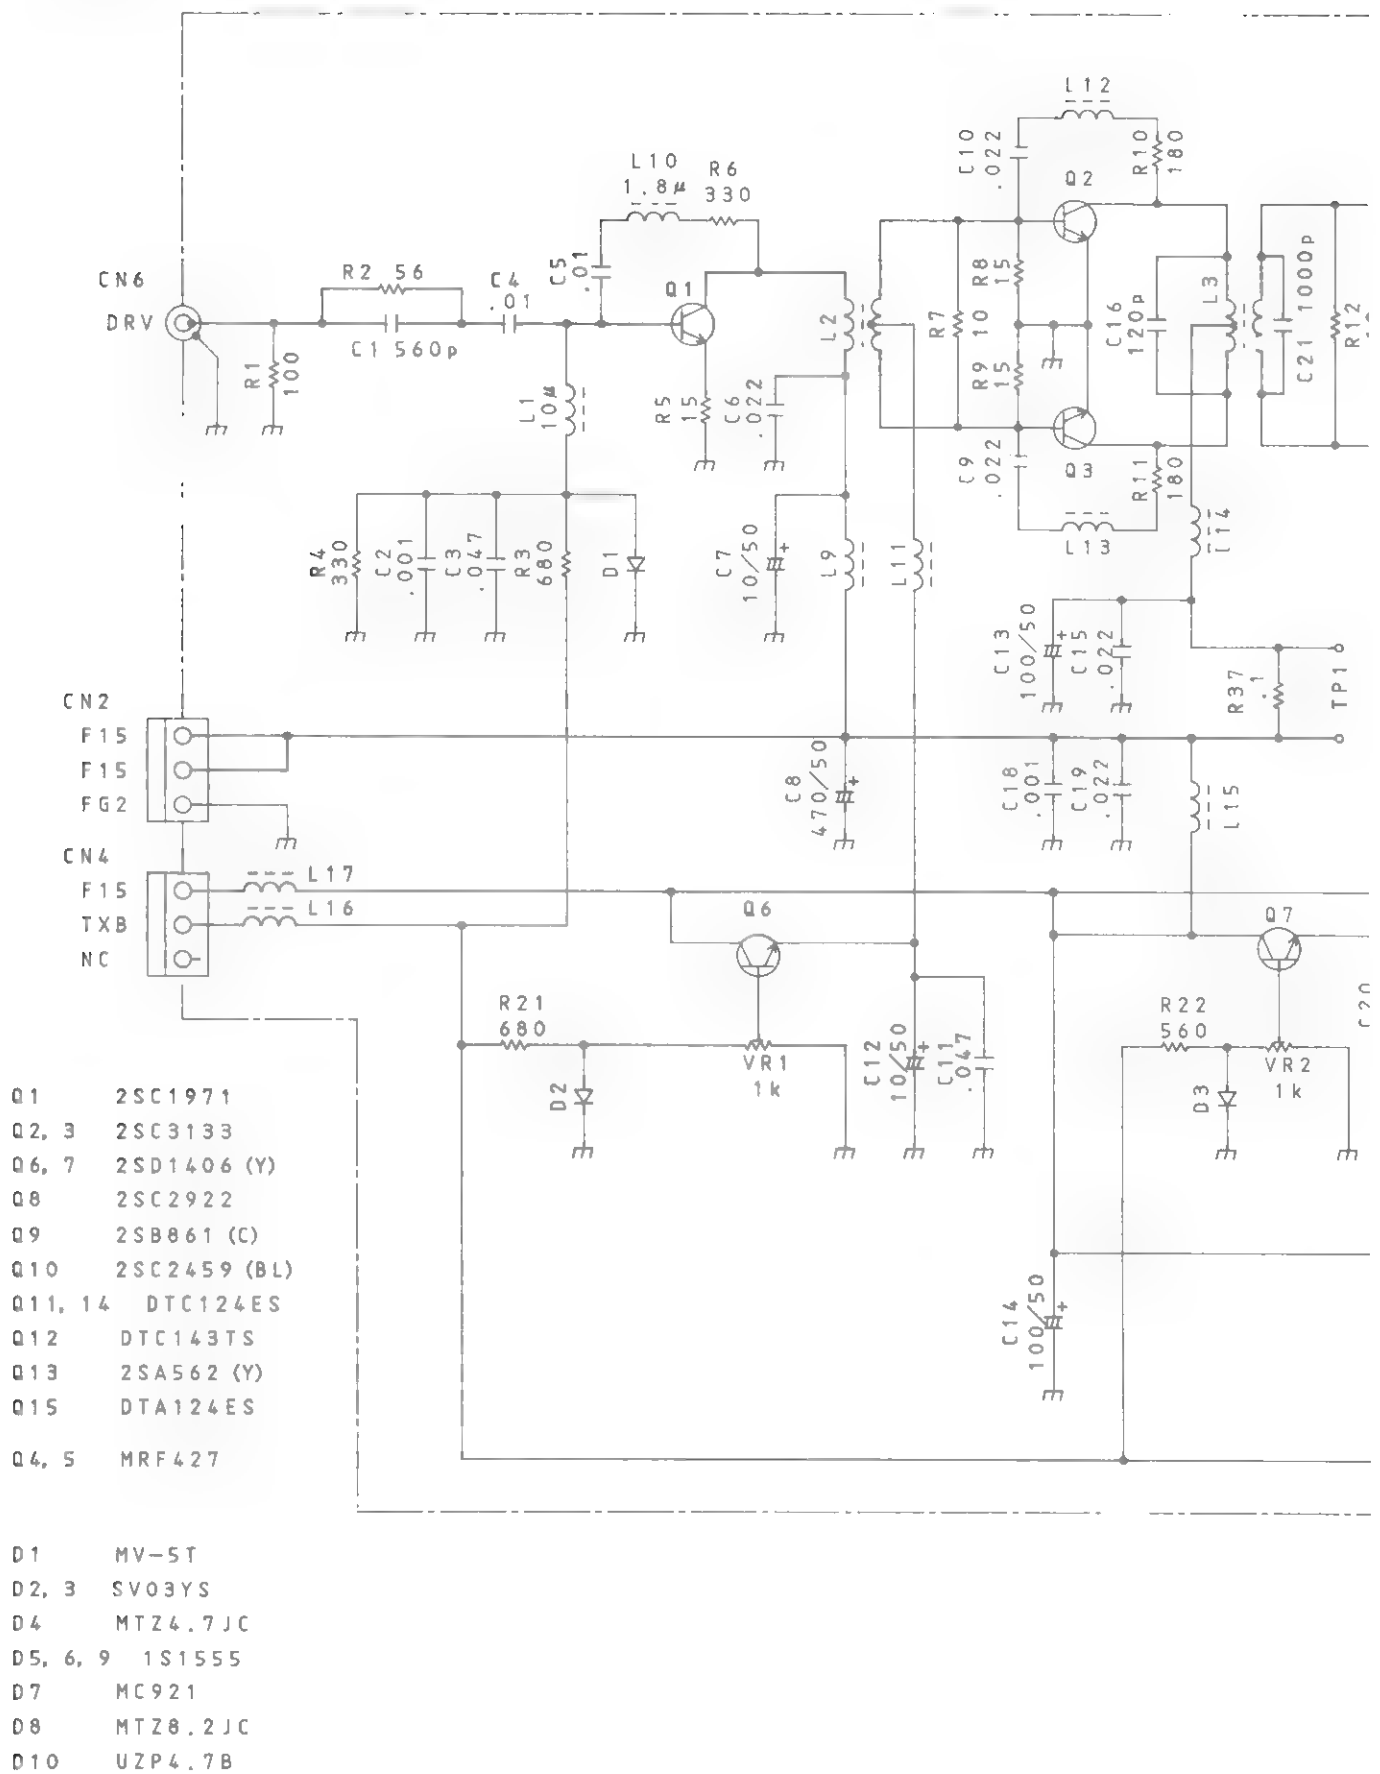 L12
C10
.022
R10
180
L10
1.8μ
R6
330
Q2
CN6
DRV
R2 56
C1 560p
C4
.01
C5
.01
Q1
R1
100
L1
10μ
R5
15
C6
.022
L2
R7
10
R8
15
R9
15
C16
120p
L3
C21 1000p
R12
C9
.022
Q3
R11
180
L13
L14
R4
330
C2
.001
C3
.047
R3
680
D1
C7
10/50
+
L9
L11
C13
100/50
+
C15
.022
R37
.1
TP1
CN2
F15
F15
FG2
C8
470/50
+
C18
.001
C19
.022
L15
CN4
F15
TXB
NC
L17
L16
Q6
Q7
R21
680
VR1
1k
D2
C12
10/50
+
C11
.047
R22
560
VR2
1k
D3
C20
C14
100/50
+
Q1 2SC1971
Q2, 3 2SC3133
Q6, 7 2SD1406 (Y)
Q8 2SC2922
Q9 2SB861 (C)
Q10 2SC2459 (BL)
Q11, 14 DTC124ES
Q12 DTC143TS
Q13 2SA562 (Y)
Q15 DTA124ES
Q4, 5 MRF427
D1 MV-5T
D2, 3 SV03YS
D4 MTZ4.7JC
D5, 6, 9 1S1555
D7 MC921
D8 MTZ8.2JC
D10 UZP4.7B